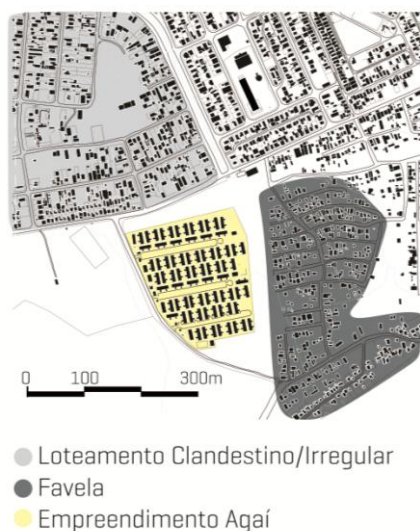 0 100 300m
Loteamento Clandestino/Irregular
Favela
Empreendimento Agaí